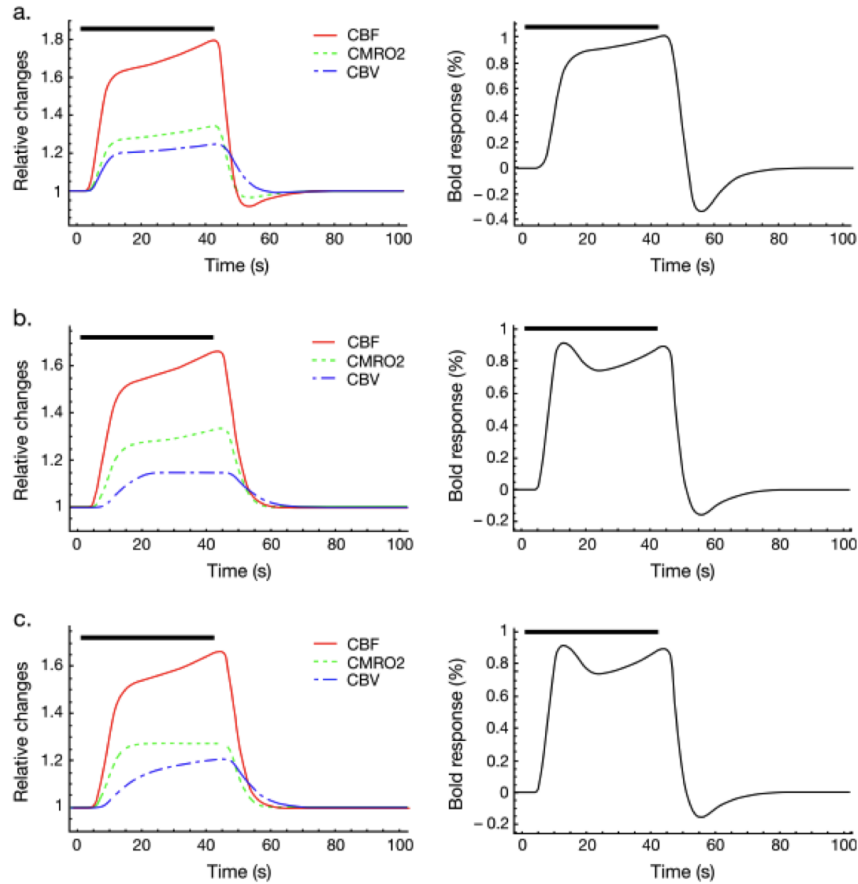 a.
Relative changes
1.8
1.6
1.4
1.2
1
CBF
CMRO2
CBV
0 20 40 60 80 100
Time (s)
Bold response (%)
1
0.8
0.6
0.4
0.2
0
– 0.2
– 0.4
0 20 40 60 80 100
Time (s)
b.
Relative changes
1.6
1.4
1.2
1
CBF
CMRO2
CBV
0 20 40 60 80 100
Time (s)
Bold response (%)
1
0.8
0.6
0.4
0.2
0
– 0.2
0 20 40 60 80 100
Time (s)
c.
Relative changes
1.6
1.4
1.2
1
CBF
CMRO2
CBV
0 20 40 60 80 100
Time (s)
Bold response (%)
1
0.8
0.6
0.4
0.2
0
– 0.2
0 20 40 60 80 100
Time (s)